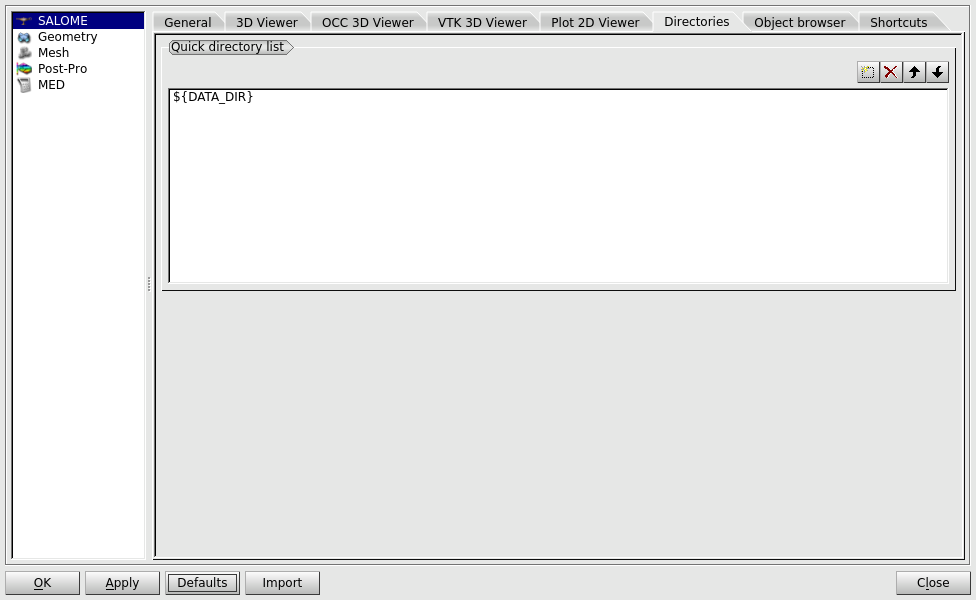 SALOME
Geometry
Mesh
Post-Pro
MED
General 3D Viewer OCC 3D Viewer VTK 3D Viewer Plot 2D Viewer Directories Object browser Shortcuts
Quick directory list
${DATA_DIR}
OK Apply Defaults Import Close